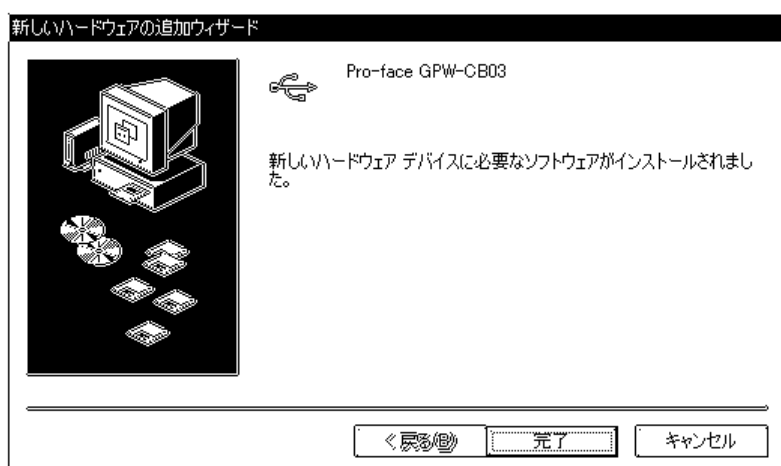 新しいハードウェアの追加ウィザード
Pro-face GPW-CB03
新しいハードウェア デバイスに必要なソフトウェアがインストールされまし
た。
< 戻る(B)
完了
キャンセル